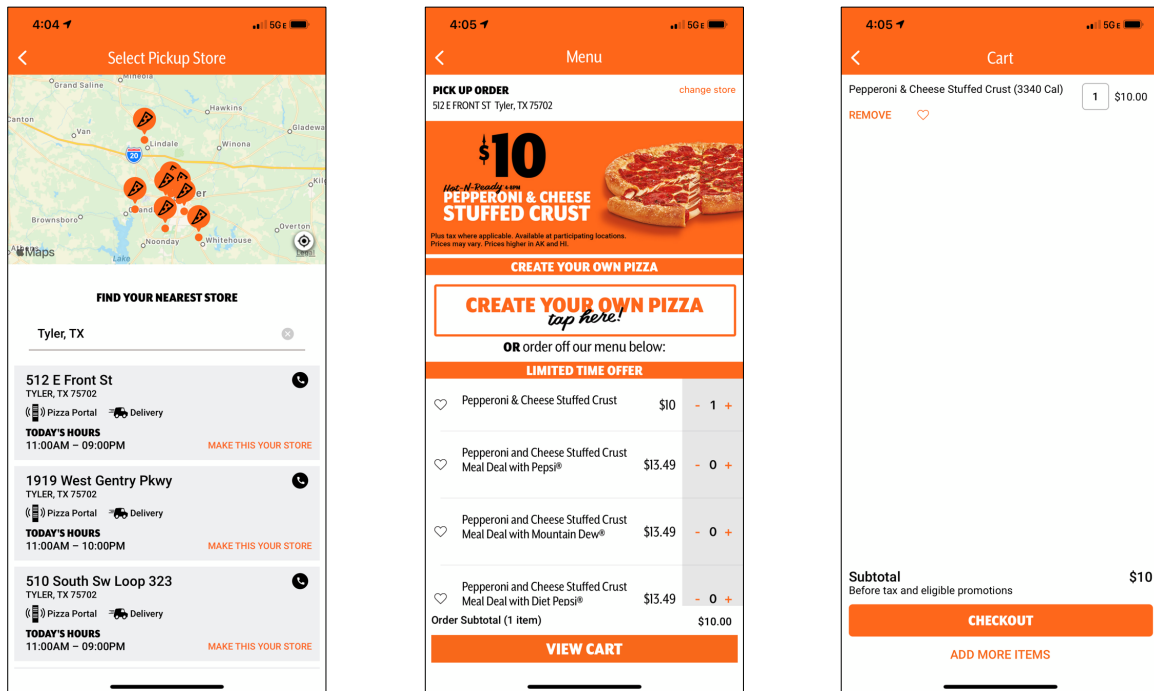 4:04
5G E
Select Pickup Store
Grand Saline
Mineola
Hawkins
Canton
Van
Gladewa
Lindale
Winona
20
Kil
er
and
Brownsboro
Overton
Noonday
Whitehouse
Maps
Lake
Legal
FIND YOUR NEAREST STORE
Tyler, TX
512 E Front St
TYLER, TX 75702
Pizza Portal Delivery
TODAY'S HOURS
11:00AM – 09:00PM MAKE THIS YOUR STORE
1919 West Gentry Pkwy
TYLER, TX 75702
Pizza Portal Delivery
TODAY'S HOURS
11:00AM – 10:00PM MAKE THIS YOUR STORE
510 South Sw Loop 323
TYLER, TX 75702
Pizza Portal Delivery
TODAY'S HOURS
11:00AM – 09:00PM MAKE THIS YOUR STORE
4:05
5G E
Menu
PICK UP ORDER change store
512 E FRONT ST Tyler, TX 75702
$10
Hot-N-Ready 4-8PM
PEPPERONI & CHEESE
STUFFED CRUST
Plus tax where applicable. Available at participating locations.
Prices may vary. Prices higher in AK and HI.
CREATE YOUR OWN PIZZA
CREATE YOUR OWN PIZZA
tap here!
OR order off our menu below:
LIMITED TIME OFFER
Pepperoni & Cheese Stuffed Crust $10 - 1 +
Pepperoni and Cheese Stuffed Crust
Meal Deal with Pepsi® $13.49 - 0 +
Pepperoni and Cheese Stuffed Crust
Meal Deal with Mountain Dew® $13.49 - 0 +
Pepperoni and Cheese Stuffed Crust
Meal Deal with Diet Pepsi® $13.49 - 0 +
Order Subtotal (1 item) $10.00
VIEW CART
4:05
5G E
Cart
Pepperoni & Cheese Stuffed Crust (3340 Cal) 1 $10.00
REMOVE
Subtotal $10
Before tax and eligible promotions
CHECKOUT
ADD MORE ITEMS